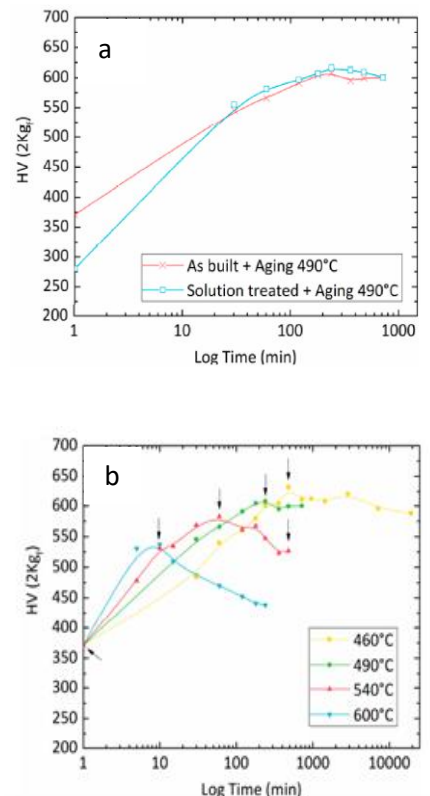 700
650
600
550
500
450
400
350
300
250
200
HV (2Kgf)
a
As built + Aging 490°C
Solution treated + Aging 490°C
1
10
100
1000
Log Time (min)
700
650
600
550
500
450
400
350
300
250
200
HV (2Kgf)
b
460°C
490°C
540°C
600°C
1
10
100
1000
10000
Log Time (min)